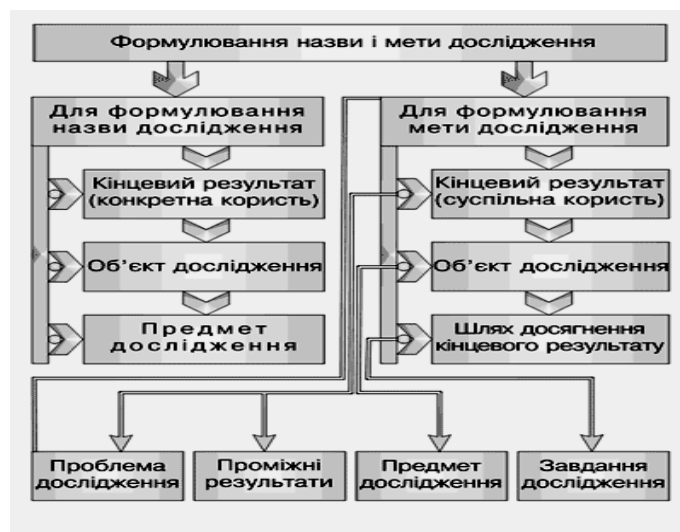 Формулювання назви і мети дослідження
Для формулювання
назви дослідження
Кінцевий результат
(конкретна користь)
Об’єкт дослідження
Предмет
дослідження
Для формулювання
мети дослідження
Кінцевий результат
(суспільна користь)
Об’єкт дослідження
Шлях досягнення
кінцевого результату
Проблема
дослідження
Проміжні
результати
Предмет
дослідження
Завдання
дослідження